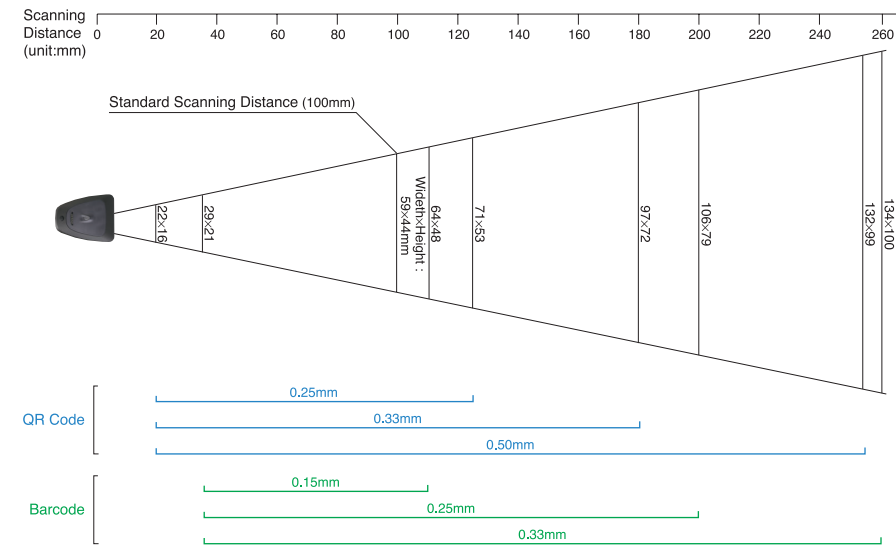 Scanning
Distance
(unit:mm)
0 20 40 60 80 100 120 140 160 180 200 220 240 260
Standard Scanning Distance (100mm)
22×16
29×21
Wideth×Height :
59×44mm
64×48
71×53
97×72
106×79
132×99
134×100
QR Code
0.25mm
0.33mm
0.50mm
Barcode
0.15mm
0.25mm
0.33mm